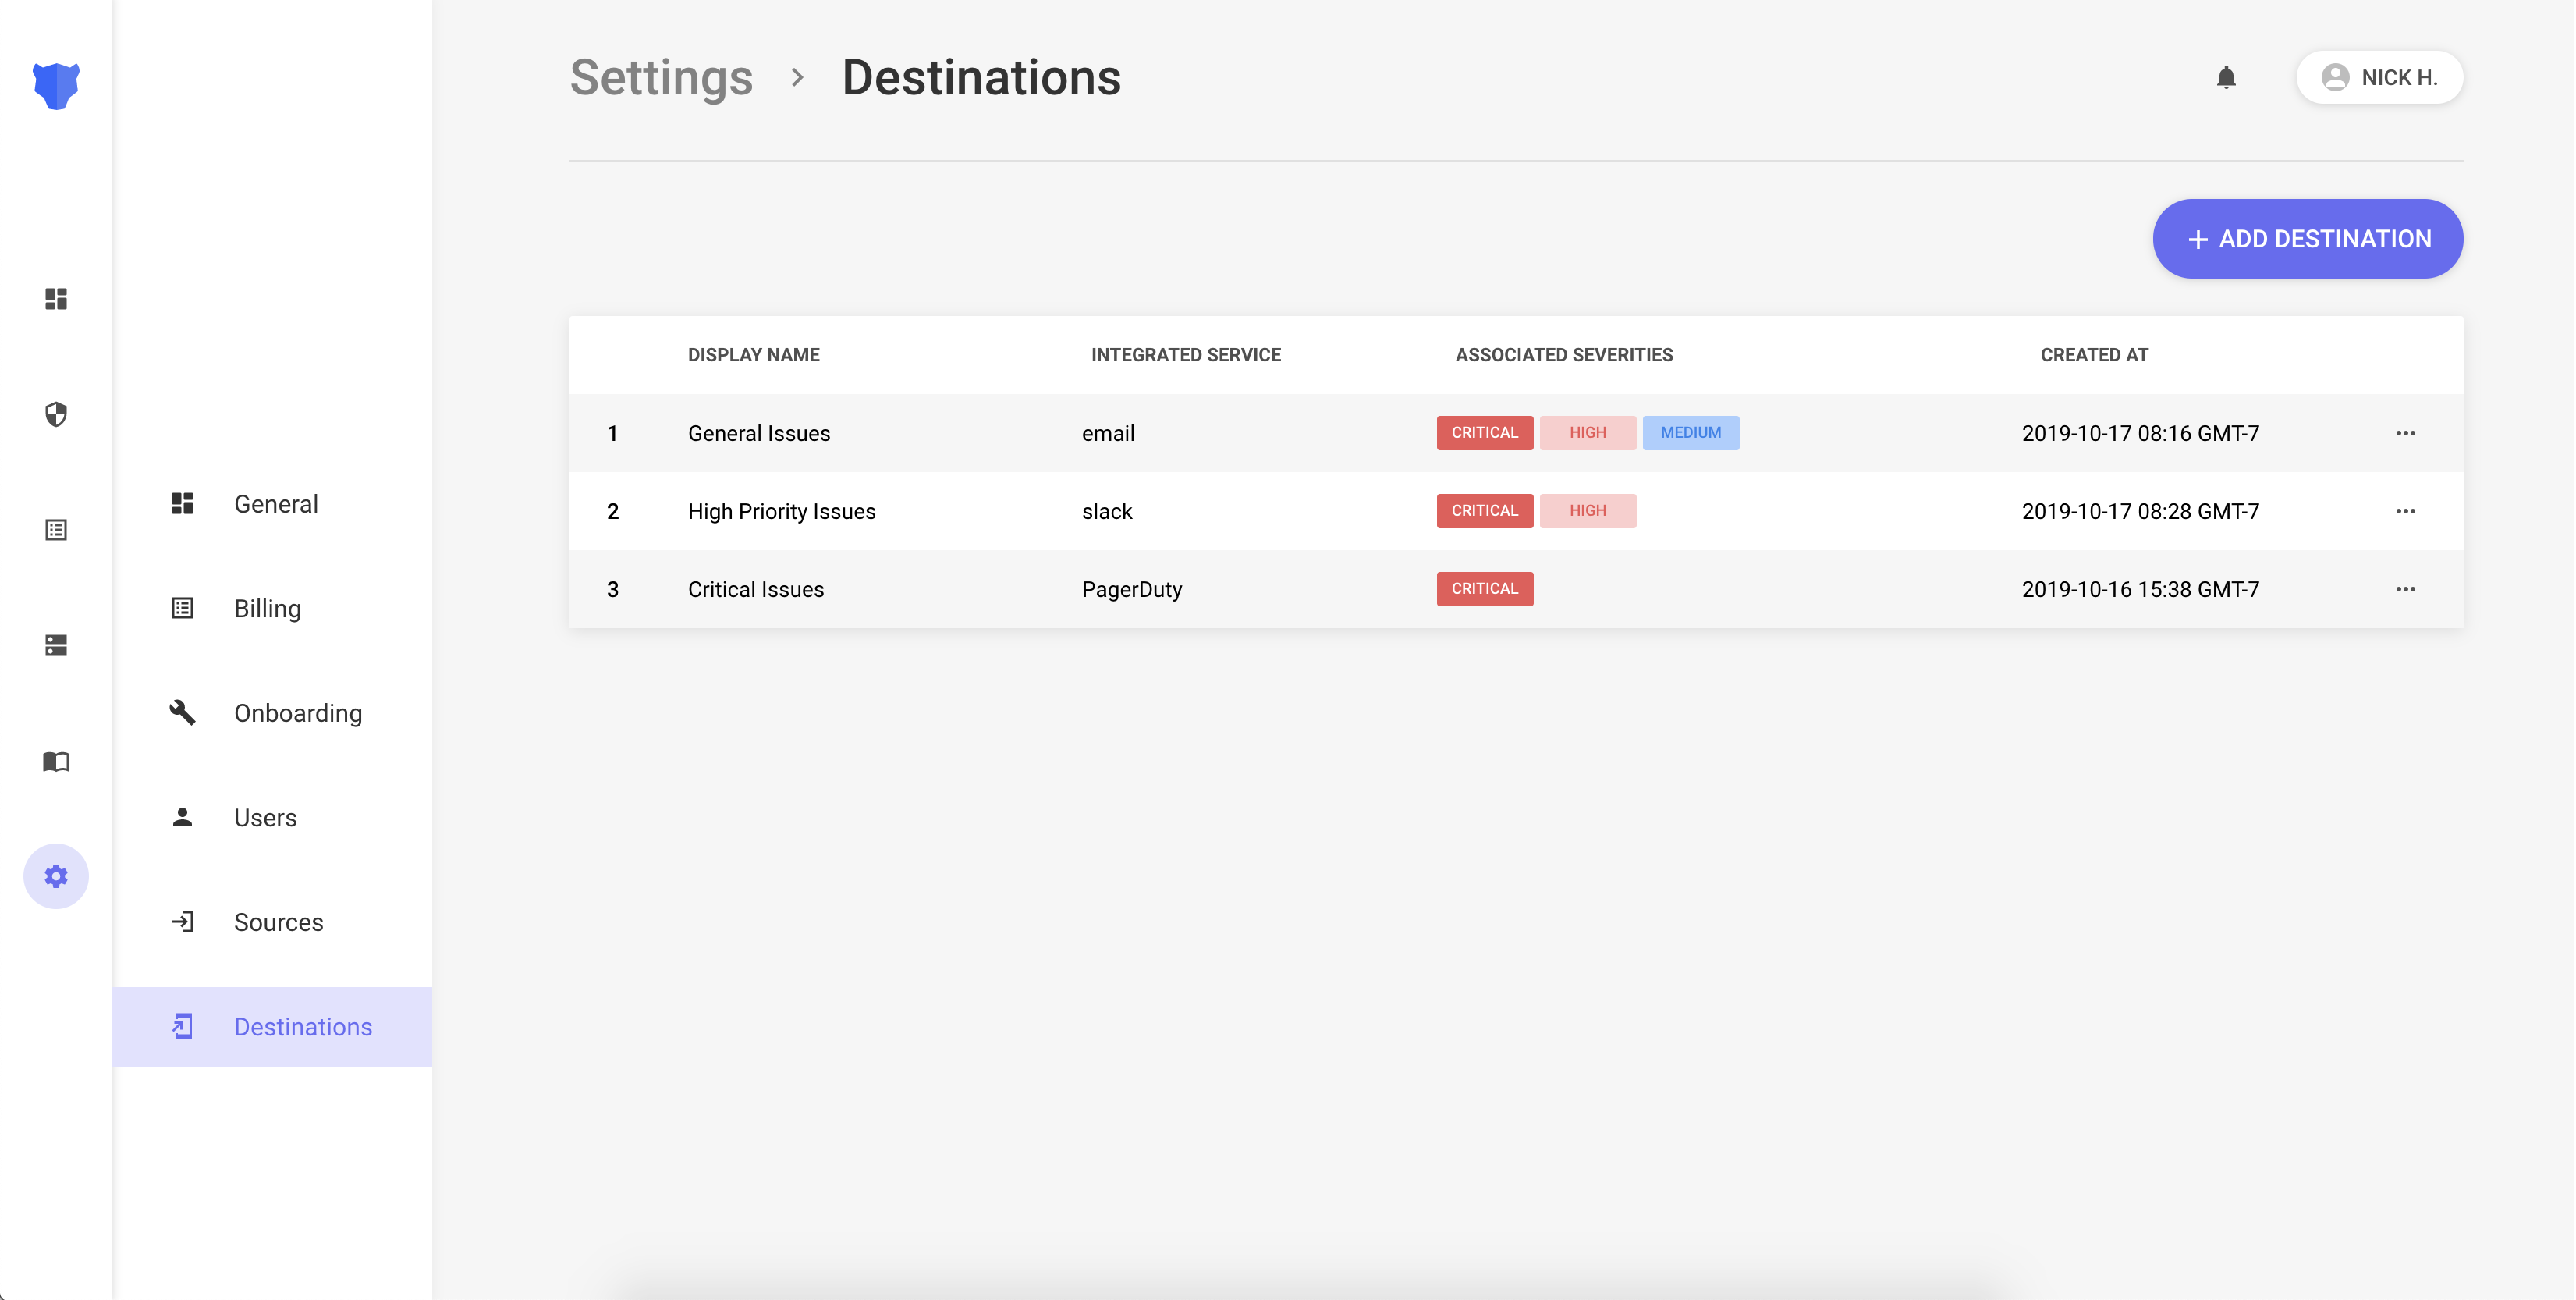 Settings > Destinations
NICK H.
+ ADD DESTINATION
DISPLAY NAME INTEGRATED SERVICE ASSOCIATED SEVERITIES CREATED AT
1 General Issues email CRITICAL HIGH MEDIUM 2019-10-17 08:16 GMT-7 ...
2 High Priority Issues slack CRITICAL HIGH 2019-10-17 08:28 GMT-7 ...
3 Critical Issues PagerDuty CRITICAL 2019-10-16 15:38 GMT-7 ...
General
Billing
Onboarding
Users
Sources
Destinations